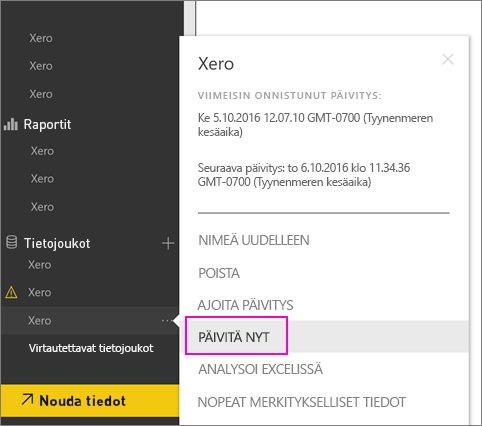 Xero
Xero
Xero
Raportit
Xero
Xero
Xero
Tietojoukot
Xero
Xero
Xero
Virtautettavat tietojoukot
Nouda tiedot
Xero
VIIMEISIN ONNISTUNUT PÄIVITYS:
Ke 5.10.2016 12.07.10 GMT-0700 (Tyynenmeren
kesäaika)
Seuraava päivitys: to 6.10.2016 klo 11.34.36
GMT-0700 (Tyynenmeren kesäaika)
NIMEÄ UUDELLEEN
POISTA
AJOITA PÄIVITYS
PÄIVITÄ NYT
ANALYSOI EXCELISSÄ
NOPEAT MERKITYKSELLISET TIEDOT